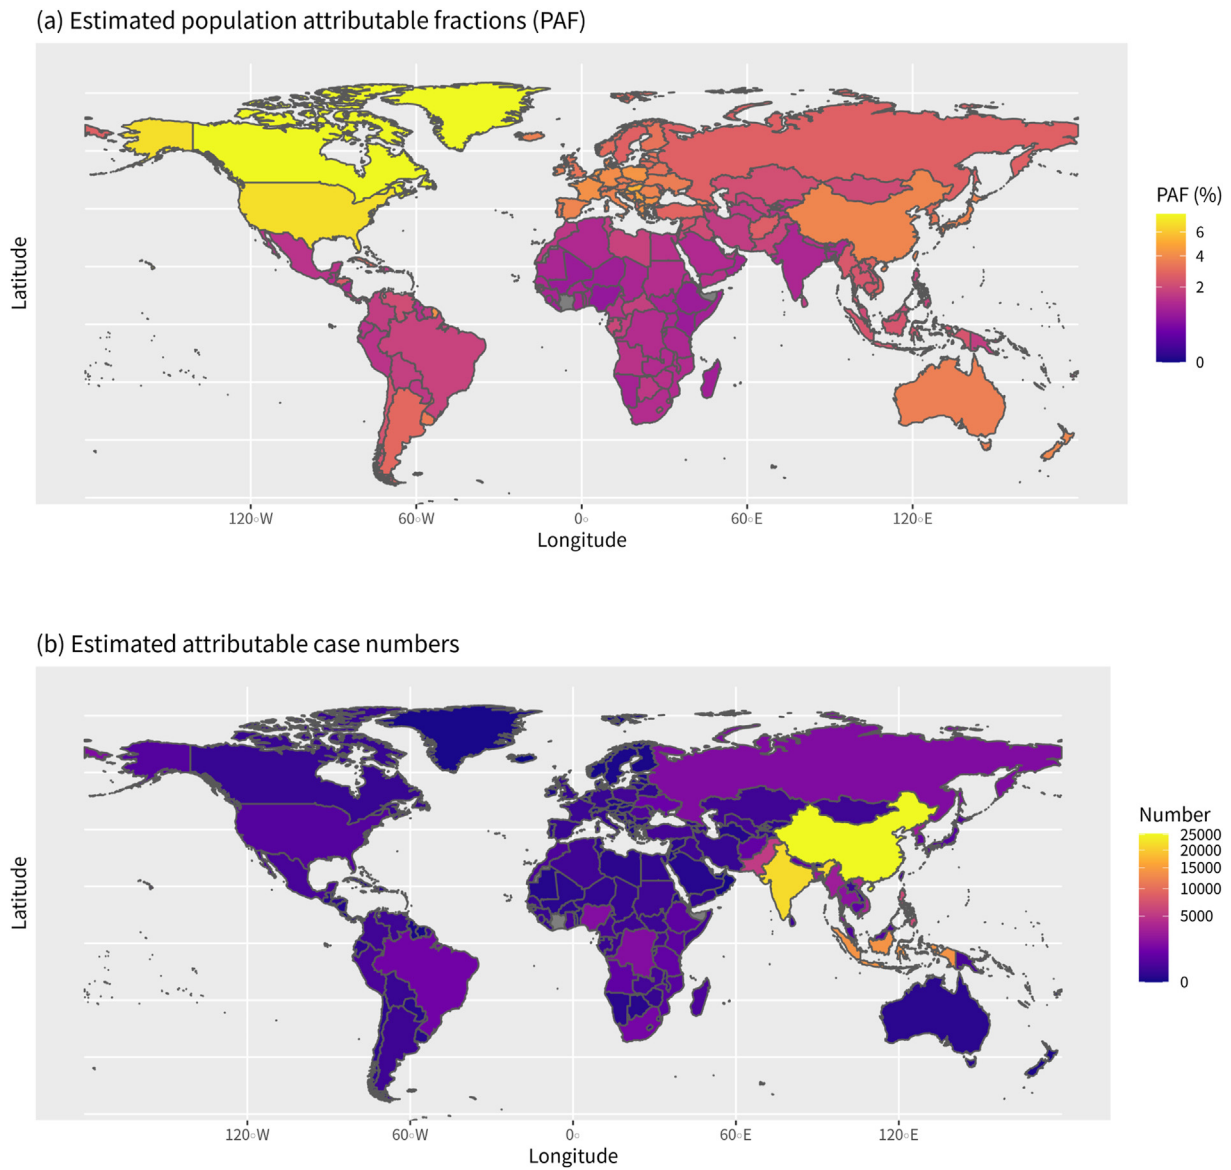 (a) Estimated population attributable fractions (PAF)
Latitude
PAF (%)
6
4
2
0
120°W 60°W 0° 60°E 120°E
Longitude
(b) Estimated attributable case numbers
Latitude
Number
25000
20000
15000
10000
5000
0
120°W 60°W 0° 60°E 120°E
Longitude